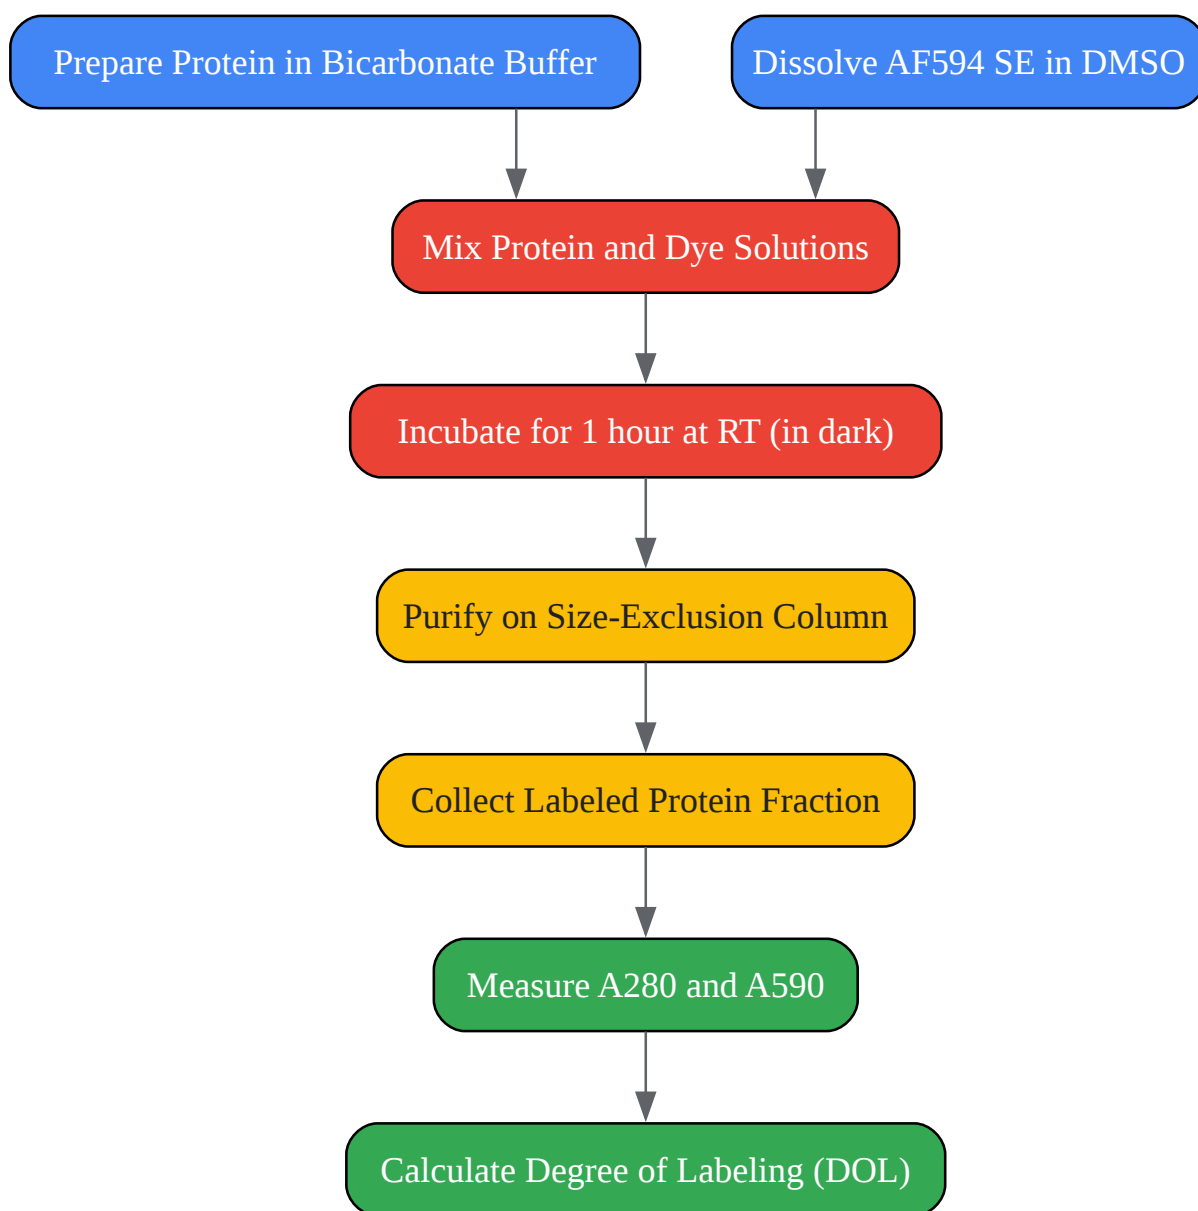 Prepare Protein in Bicarbonate Buffer
Dissolve AF594 SE in DMSO
Mix Protein and Dye Solutions
Incubate for 1 hour at RT (in dark)
Purify on Size-Exclusion Column
Collect Labeled Protein Fraction
Measure A280 and A590
Calculate Degree of Labeling (DOL)